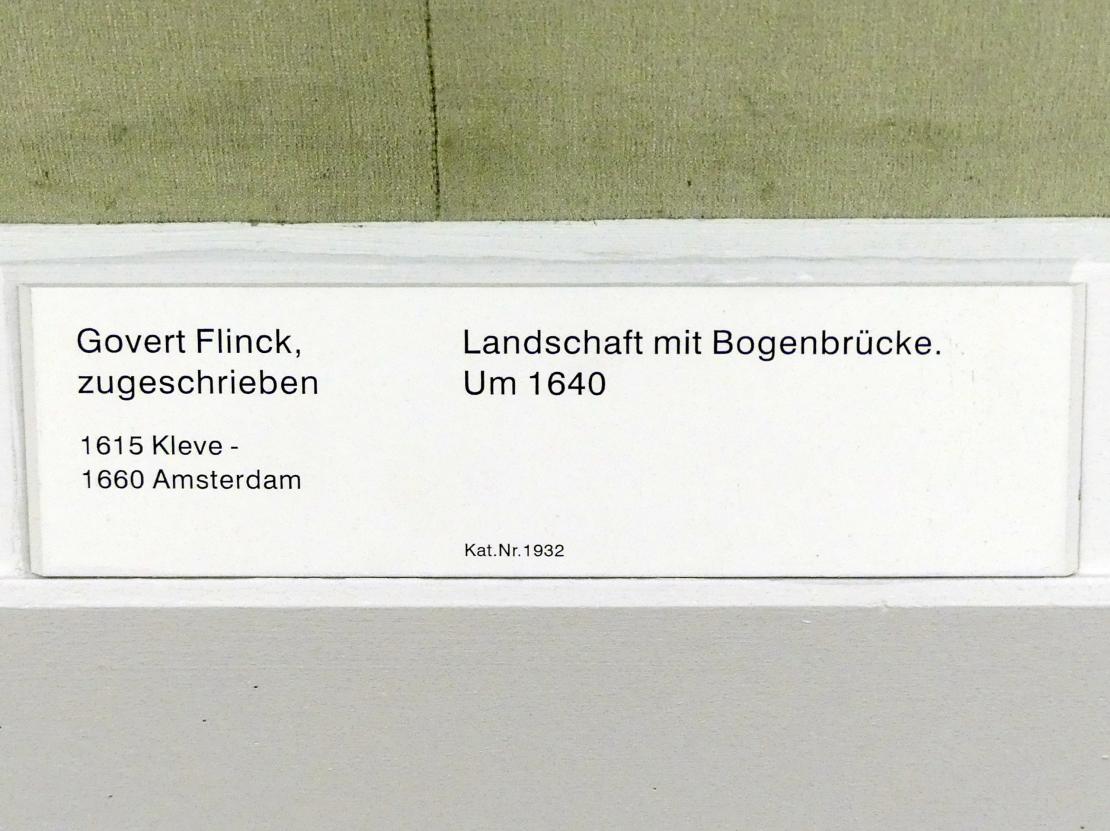 Govert Flinck,
zugeschrieben
1615 Kleve -
1660 Amsterdam
Landschaft mit Bogenbrücke.
Um 1640
Kat.Nr.1932